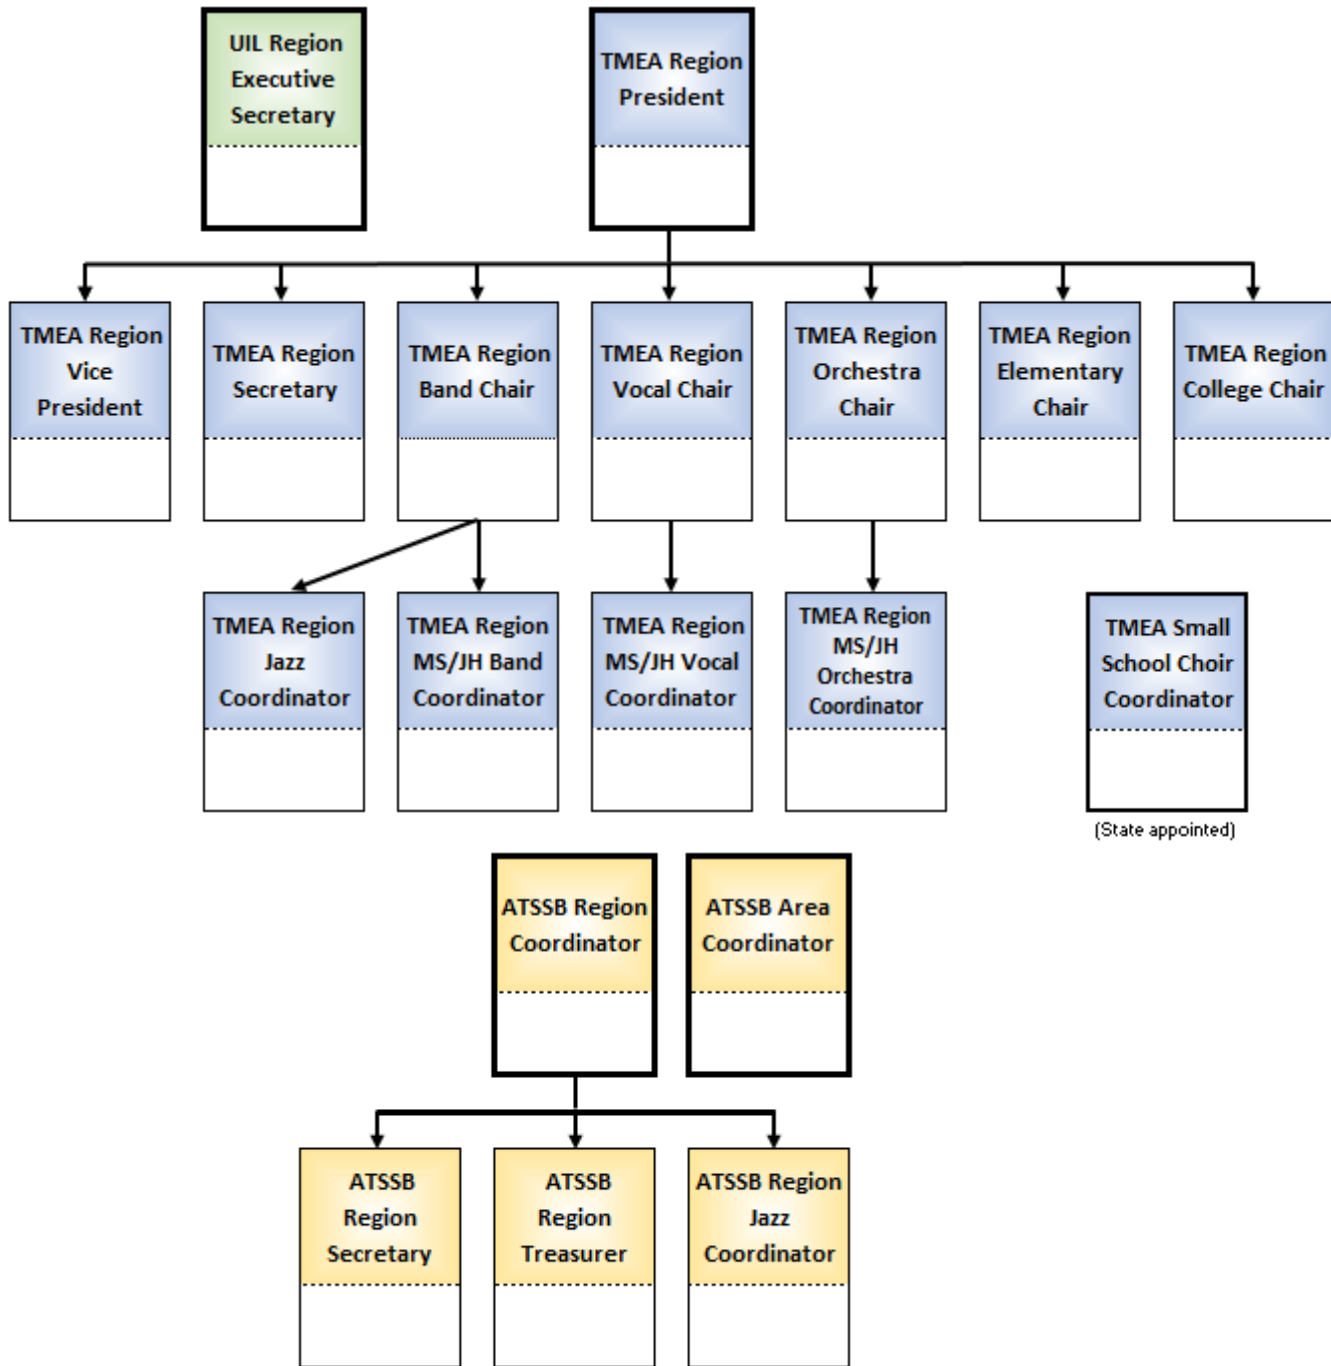 UIL Region
Executive
Secretary
TMEA Region
President
TMEA Region
Vice
President
TMEA Region
Secretary
TMEA Region
Band Chair
TMEA Region
Vocal Chair
TMEA Region
Orchestra
Chair
TMEA Region
Elementary
Chair
TMEA Region
College Chair
TMEA Region
Jazz
Coordinator
TMEA Region
MS/JH Band
Coordinator
TMEA Region
MS/JH Vocal
Coordinator
TMEA Region
MS/JH
Orchestra
Coordinator
TMEA Small
School Choir
Coordinator
(State appointed)
ATSSB Region
Coordinator
ATSSB Area
Coordinator
ATSSB
Region
Secretary
ATSSB
Region
Treasurer
ATSSB Region
Jazz
Coordinator